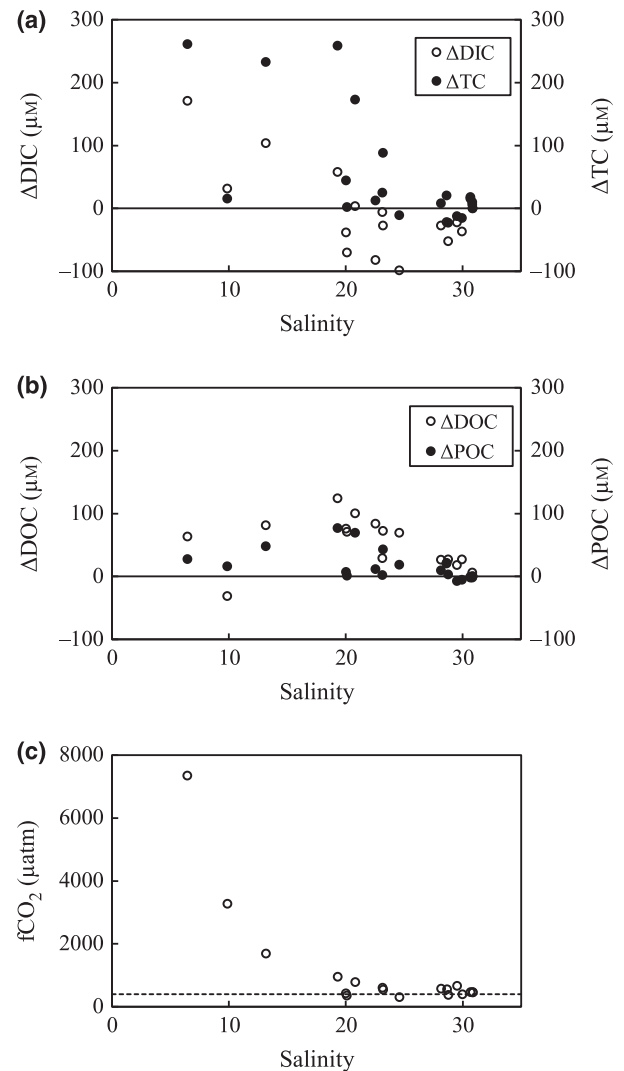 (a)
300 300
ΔDIC
ΔTC
200 200
100 100
0 0
–100 –100
ΔDIC (μM)
ΔTC (μM)
0 10 20 30
Salinity
(b)
300 300
ΔDOC
ΔPOC
200 200
100 100
0 0
–100 –100
ΔDOC (μM)
ΔPOC (μM)
0 10 20 30
Salinity
(c)
8000
6000
4000
2000
0
fCO₂ (μatm)
0 10 20 30
Salinity